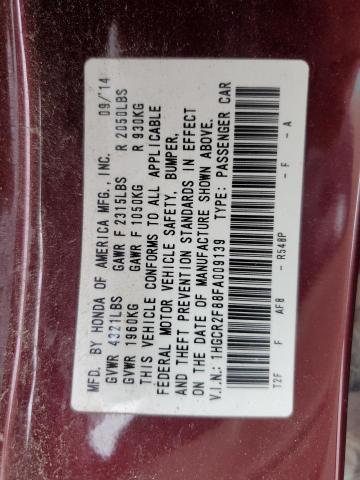 MFD. BY HONDA OF AMERICA MFG., INC. 09/14
GVWR 4321LBS GAWR F 2315LBS R 2050LBS
GVWR 1960KG GAWR F 1050KG R 930KG
THIS VEHICLE CONFORMS TO ALL APPLICABLE
FEDERAL MOTOR VEHICLE SAFETY, BUMPER,
AND THEFT PREVENTION STANDARDS IN EFFECT
ON THE DATE OF MANUFACTURE SHOWN ABOVE.
V.I.N.: 1HGCR2F88FA009139 TYPE: PASSENGER CAR
T2F F AF8 - R548P - F - A